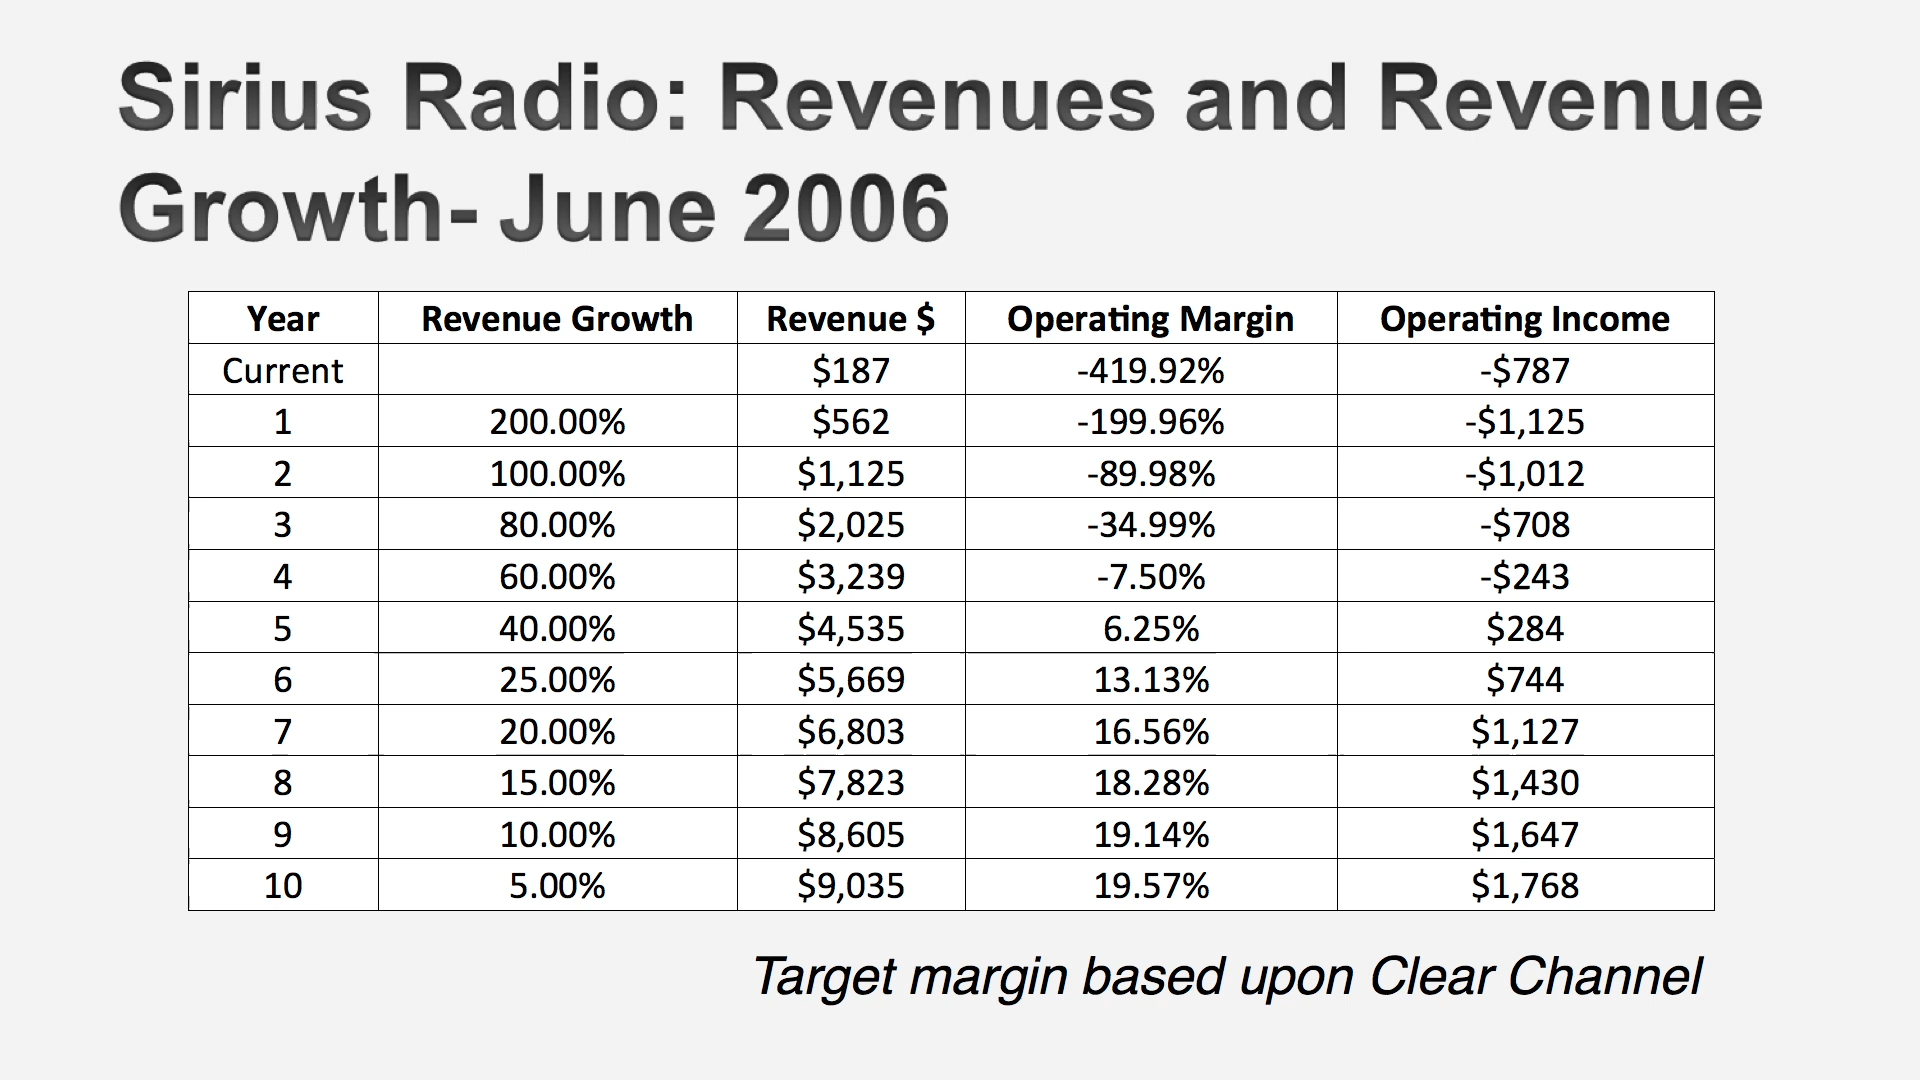 Sirius Radio: Revenues and Revenue
Growth- June 2006
Year Revenue Growth Revenue $ Operating Margin Operating Income
Current $187 -419.92% -$787
1 200.00% $562 -199.96% -$1,125
2 100.00% $1,125 -89.98% -$1,012
3 80.00% $2,025 -34.99% -$708
4 60.00% $3,239 -7.50% -$243
5 40.00% $4,535 6.25% $284
6 25.00% $5,669 13.13% $744
7 20.00% $6,803 16.56% $1,127
8 15.00% $7,823 18.28% $1,430
9 10.00% $8,605 19.14% $1,647
10 5.00% $9,035 19.57% $1,768
Target margin based upon Clear Channel